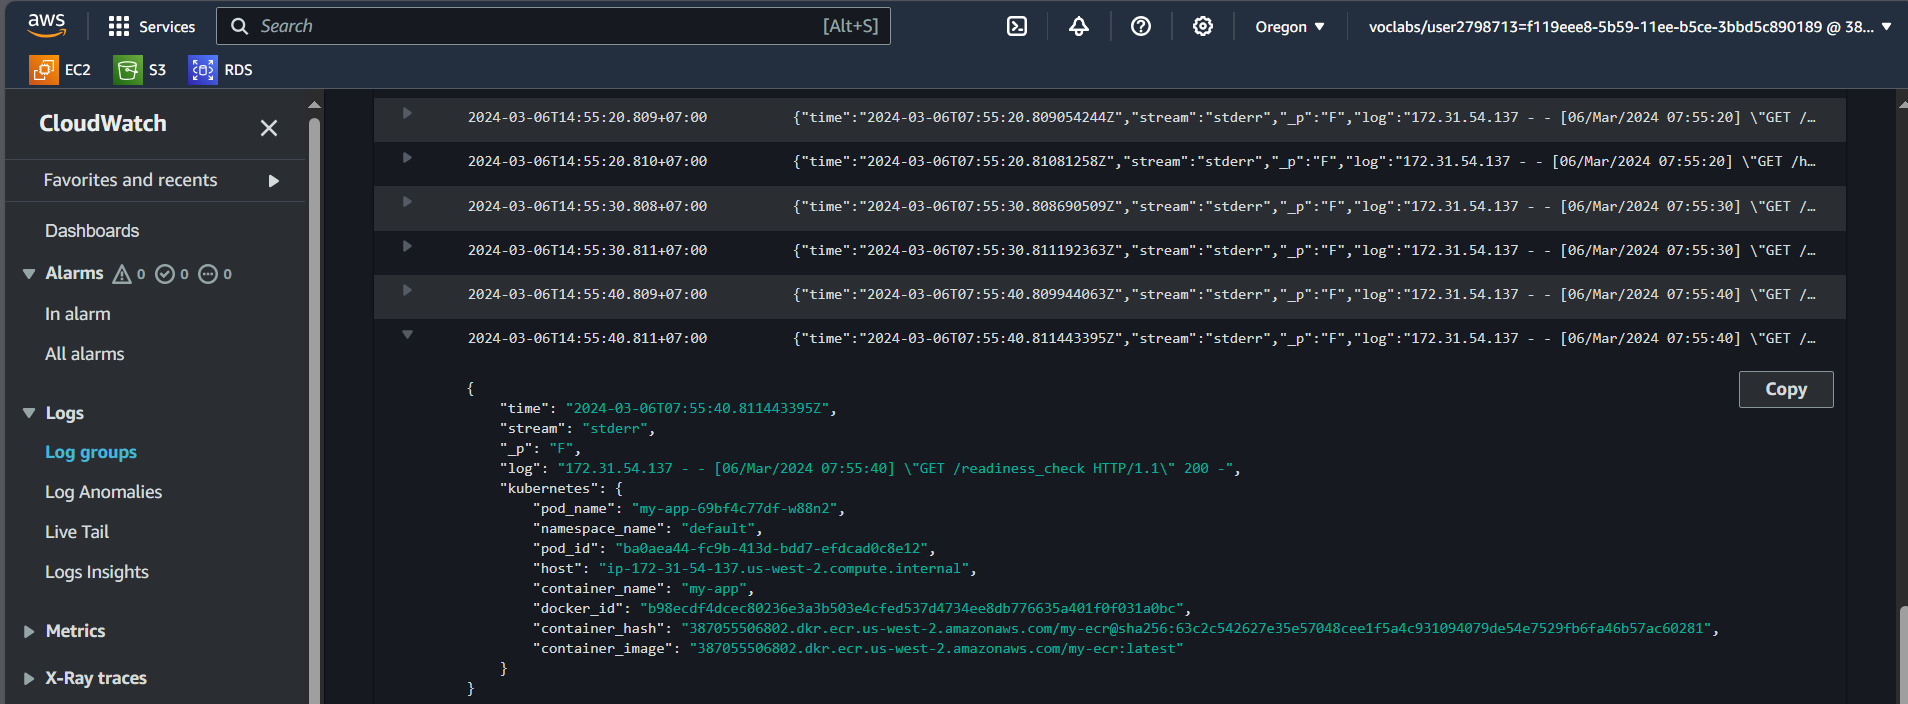 aws
Services
Search
[Alt+S]
Oregon
voclabs/user2798713=f119eee8-5b59-11ee-b5ce-3bbd5c890189 @ 38...
EC2
S3
RDS
CloudWatch
Favorites and recents
Dashboards
Alarms 0 0 0
In alarm
All alarms
Logs
Log groups
Log Anomalies
Live Tail
Logs Insights
Metrics
X-Ray traces
2024-03-06T14:55:20.809+07:00 {"time":"2024-03-06T07:55:20.809054244Z","stream":"stderr","_p":"F","log":"172.31.54.137 - - [06/Mar/2024 07:55:20] \"GET /…
2024-03-06T14:55:20.810+07:00 {"time":"2024-03-06T07:55:20.81081258Z","stream":"stderr","_p":"F","log":"172.31.54.137 - - [06/Mar/2024 07:55:20] \"GET /h…
2024-03-06T14:55:30.808+07:00 {"time":"2024-03-06T07:55:30.808690509Z","stream":"stderr","_p":"F","log":"172.31.54.137 - - [06/Mar/2024 07:55:30] \"GET /…
2024-03-06T14:55:30.811+07:00 {"time":"2024-03-06T07:55:30.811192363Z","stream":"stderr","_p":"F","log":"172.31.54.137 - - [06/Mar/2024 07:55:30] \"GET /…
2024-03-06T14:55:40.809+07:00 {"time":"2024-03-06T07:55:40.809944063Z","stream":"stderr","_p":"F","log":"172.31.54.137 - - [06/Mar/2024 07:55:40] \"GET /…
2024-03-06T14:55:40.811+07:00 {"time":"2024-03-06T07:55:40.811443395Z","stream":"stderr","_p":"F","log":"172.31.54.137 - - [06/Mar/2024 07:55:40] \"GET /…
Copy
{
"time": "2024-03-06T07:55:40.811443395Z",
"stream": "stderr",
"_p": "F",
"log": "172.31.54.137 - - [06/Mar/2024 07:55:40] \"GET /readiness_check HTTP/1.1\" 200 -",
"kubernetes": {
"pod_name": "my-app-69bf4c77df-w88n2",
"namespace_name": "default",
"pod_id": "ba0aea44-fc9b-413d-bdd7-efdcad0c8e12",
"host": "ip-172-31-54-137.us-west-2.compute.internal",
"container_name": "my-app",
"docker_id": "b98ecdf4dcec80236e3a3b503e4cfed537d4734ee8db776635a401f0f031a0bc",
"container_hash": "387055506802.dkr.ecr.us-west-2.amazonaws.com/my-ecr@sha256:63c2c542627e35e57048cee1f5a4c931094079de54e7529fb6fa46b57ac60281",
"container_image": "387055506802.dkr.ecr.us-west-2.amazonaws.com/my-ecr:latest"
}
}